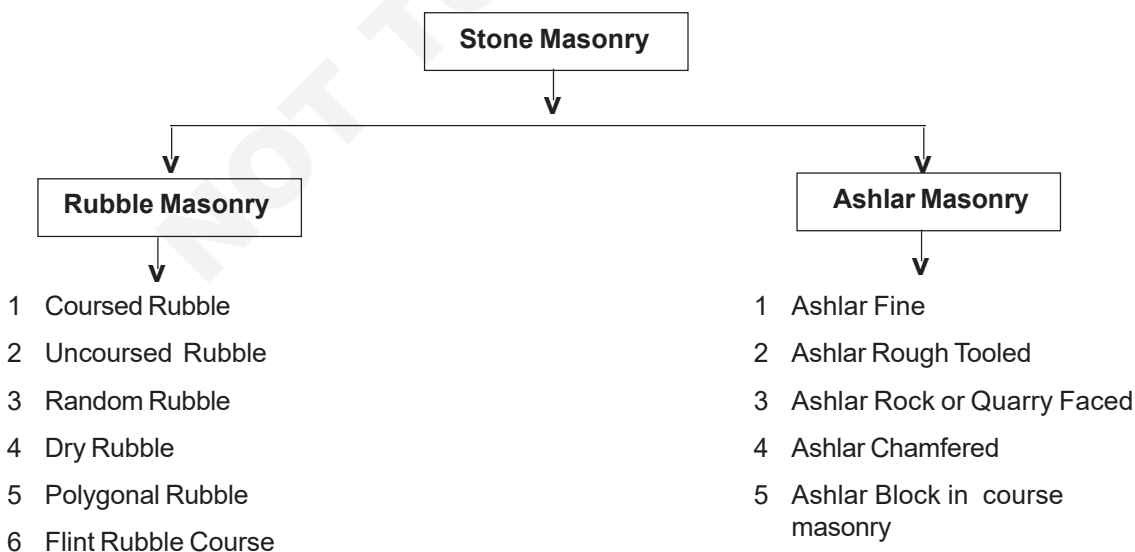 Stone Masonry
Rubble Masonry
1 Coursed Rubble
2 Uncoursed Rubble
3 Random Rubble
4 Dry Rubble
5 Polygonal Rubble
6 Flint Rubble Course
Ashlar Masonry
1 Ashlar Fine
2 Ashlar Rough Tooled
3 Ashlar Rock or Quarry Faced
4 Ashlar Chamfered
5 Ashlar Block in course
masonry
NOT